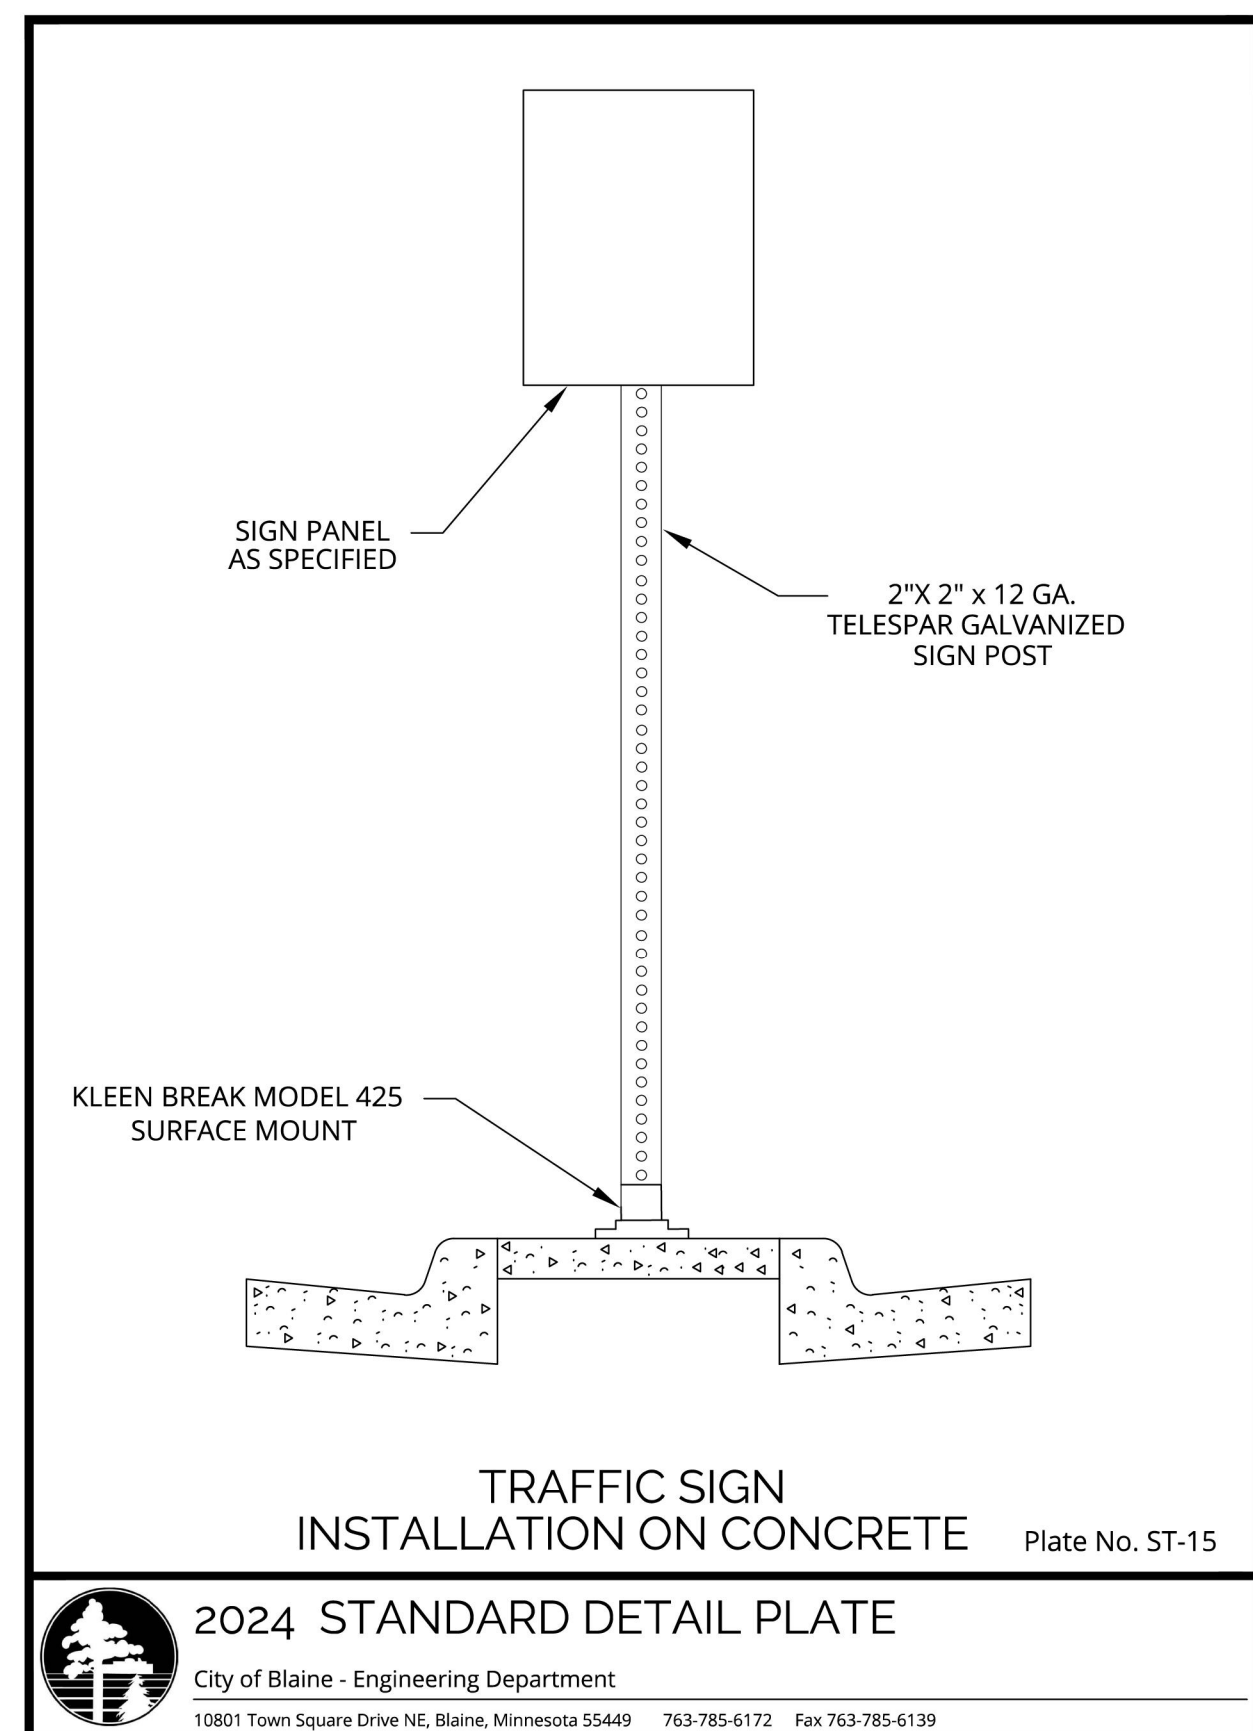 SIGN PANEL
AS SPECIFIED
2"X 2" x 12 GA.
TELESPAR GALVANIZED
SIGN POST
KLEEN BREAK MODEL 425
SURFACE MOUNT
TRAFFIC SIGN
INSTALLATION ON CONCRETE
Plate No. ST-15
2024 STANDARD DETAIL PLATE
City of Blaine - Engineering Department
10801 Town Square Drive NE, Blaine, Minnesota 55449 763-785-6172 Fax 763-785-6139